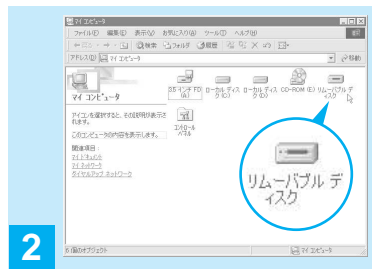 マイ コンピュータ
ファイル(F) 編集(E) 表示(V) お気に入り(A) ツール(T) ヘルプ(H)
検索 フォルダ 履歴
アドレス(D) マイ コンピュータ 移動
マイ コンピュータ
3.5 インチ FD (A)
ローカル ディスク (C)
ローカル ディスク (D)
CD-ROM (E)
リムーバブル ディスク
コントロール パネル
アイコンを選択すると、その説明が表示されます。
このコンピュータの内容を表示します。
関連項目:
マイ ドキュメント
マイ ネットワーク
ダイヤルアップ ネットワーク
リムーバブル デ
ィスク
2
6 個のオブジェクト マイ コンピュータ